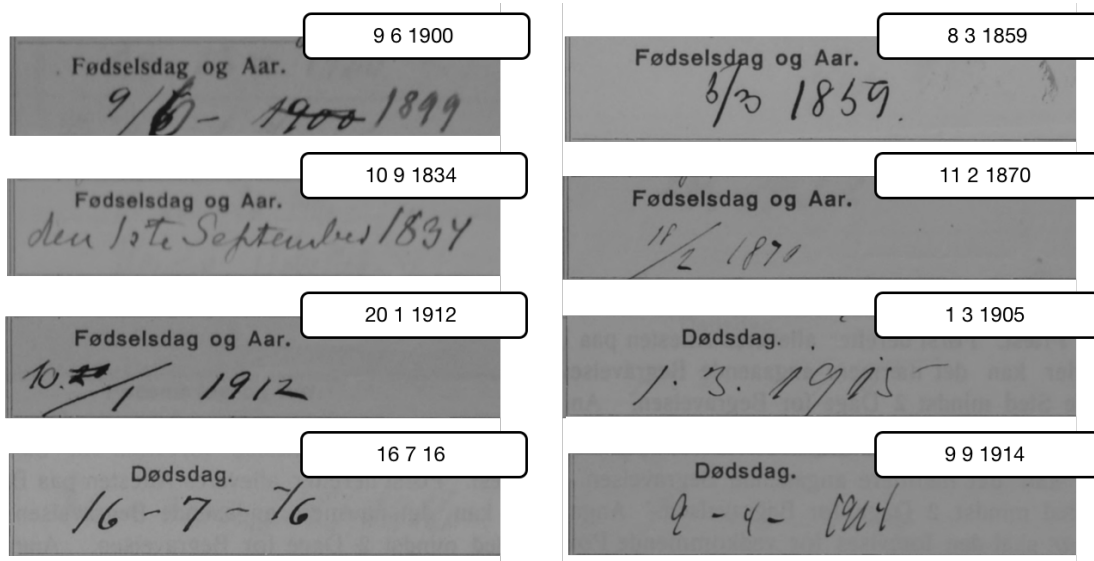 9 6 1900
Fødselsdag og Aar.
9/6 - 1900 1899
10 9 1834
Fødselsdag og Aar.
den 1ste September 1834
20 1 1912
Fødselsdag og Aar.
10. /1 1912
16 7 16
Dødsdag.
16 - 7 - 16
8 3 1859
Fødselsdag og Aar.
5/3 1859.
11 2 1870
Fødselsdag og Aar.
18/2 1870
1 3 1905
Dødsdag.
1. 3. 1905
9 9 1914
Dødsdag.
9 - 4 - 1914